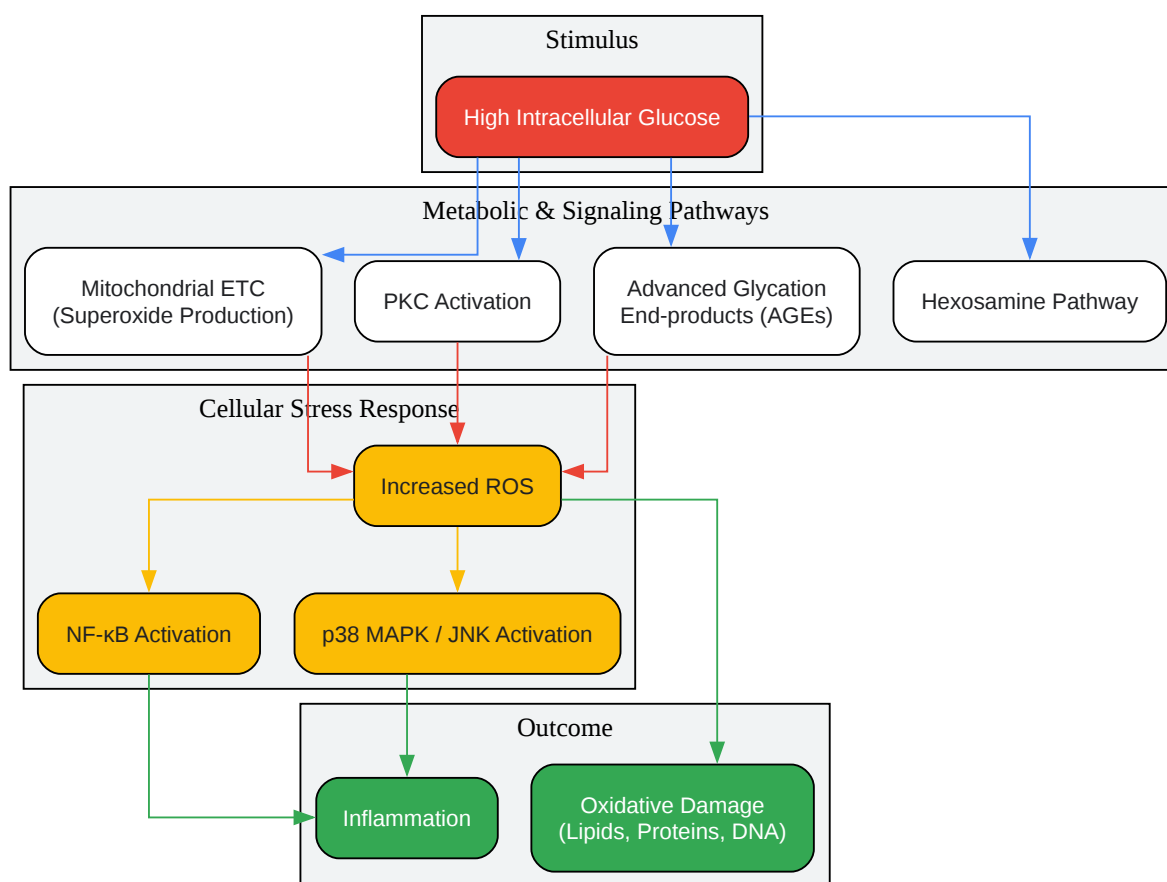 Stimulus
High Intracellular Glucose
Metabolic & Signaling Pathways
Mitochondrial ETC
(Superoxide Production)
PKC Activation
Advanced Glycation
End-products (AGEs)
Hexosamine Pathway
Cellular Stress Response
Increased ROS
NF-κB Activation
p38 MAPK / JNK Activation
Outcome
Inflammation
Oxidative Damage
(Lipids, Proteins, DNA)